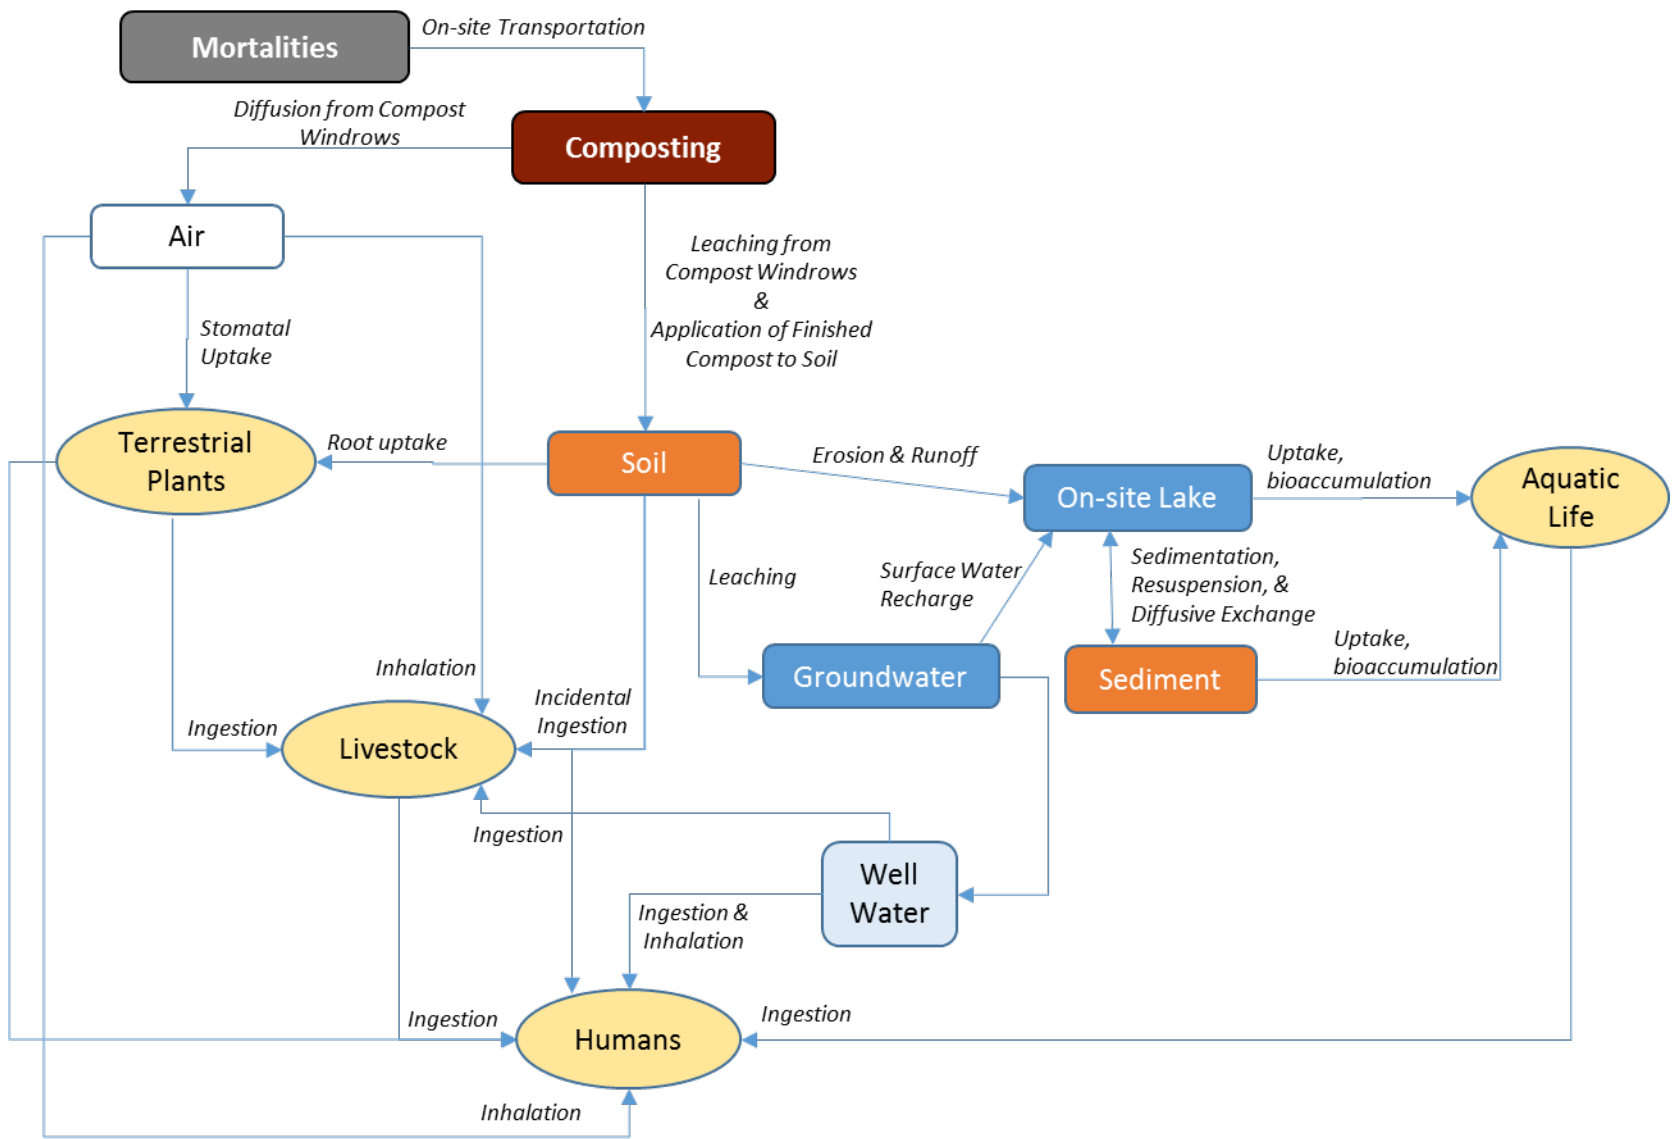 Mortalities
On-site Transportation
Diffusion from Compost
Windrows
Composting
Air
Leaching from
Compost Windrows
&
Application of Finished
Compost to Soil
Stomatal
Uptake
Terrestrial
Plants
Root uptake
Soil
Erosion & Runoff
On-site Lake
Uptake,
bioaccumulation
Aquatic
Life
Leaching
Surface Water
Recharge
Sedimentation,
Resuspension, &
Diffusive Exchange
Groundwater
Sediment
Uptake,
bioaccumulation
Inhalation
Incidental
Ingestion
Ingestion
Livestock
Ingestion
Well
Water
Ingestion &
Inhalation
Ingestion
Humans
Ingestion
Inhalation